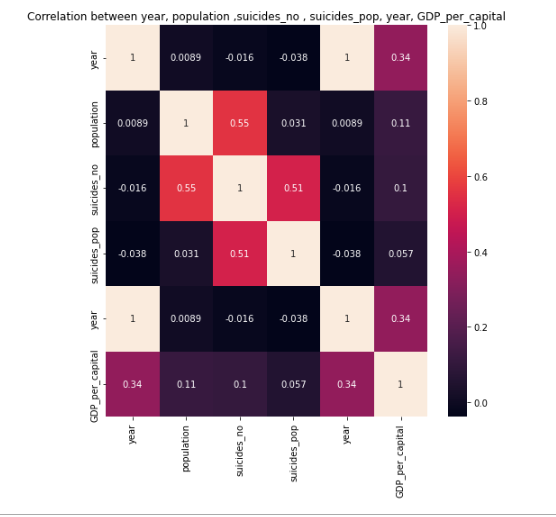 Correlation between year, population ,suicides_no , suicides_pop, year, GDP_per_capital
year 1 0.0089 -0.016 -0.038 1 0.34
population 0.0089 1 0.55 0.031 0.0089 0.11
suicides_no -0.016 0.55 1 0.51 -0.016 0.1
suicides_pop -0.038 0.031 0.51 1 -0.038 0.057
year 1 0.0089 -0.016 -0.038 1 0.34
GDP_per_capital 0.34 0.11 0.1 0.057 0.34 1
year population suicides_no suicides_pop year GDP_per_capital
1.0
0.8
0.6
0.4
0.2
0.0